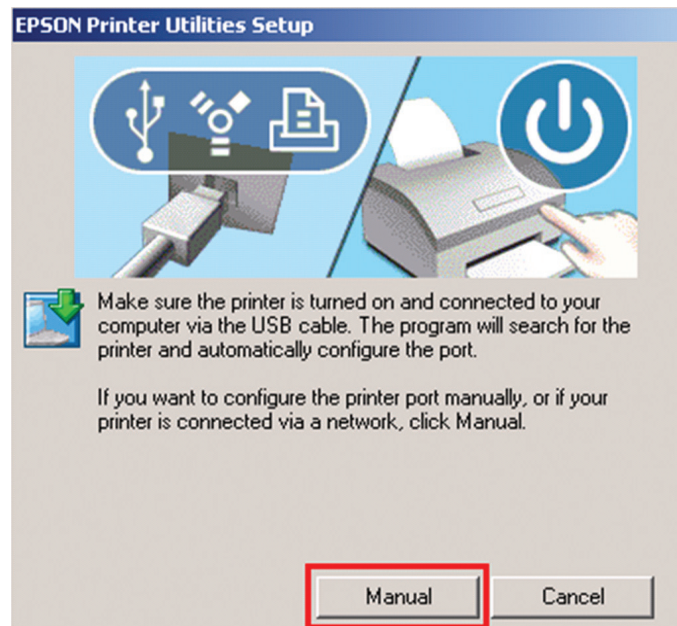 EPSON Printer Utilities Setup
Make sure the printer is turned on and connected to your
computer via the USB cable. The program will search for the
printer and automatically configure the port.
If you want to configure the printer port manually, or if your
printer is connected via a network, click Manual.
Manual
Cancel